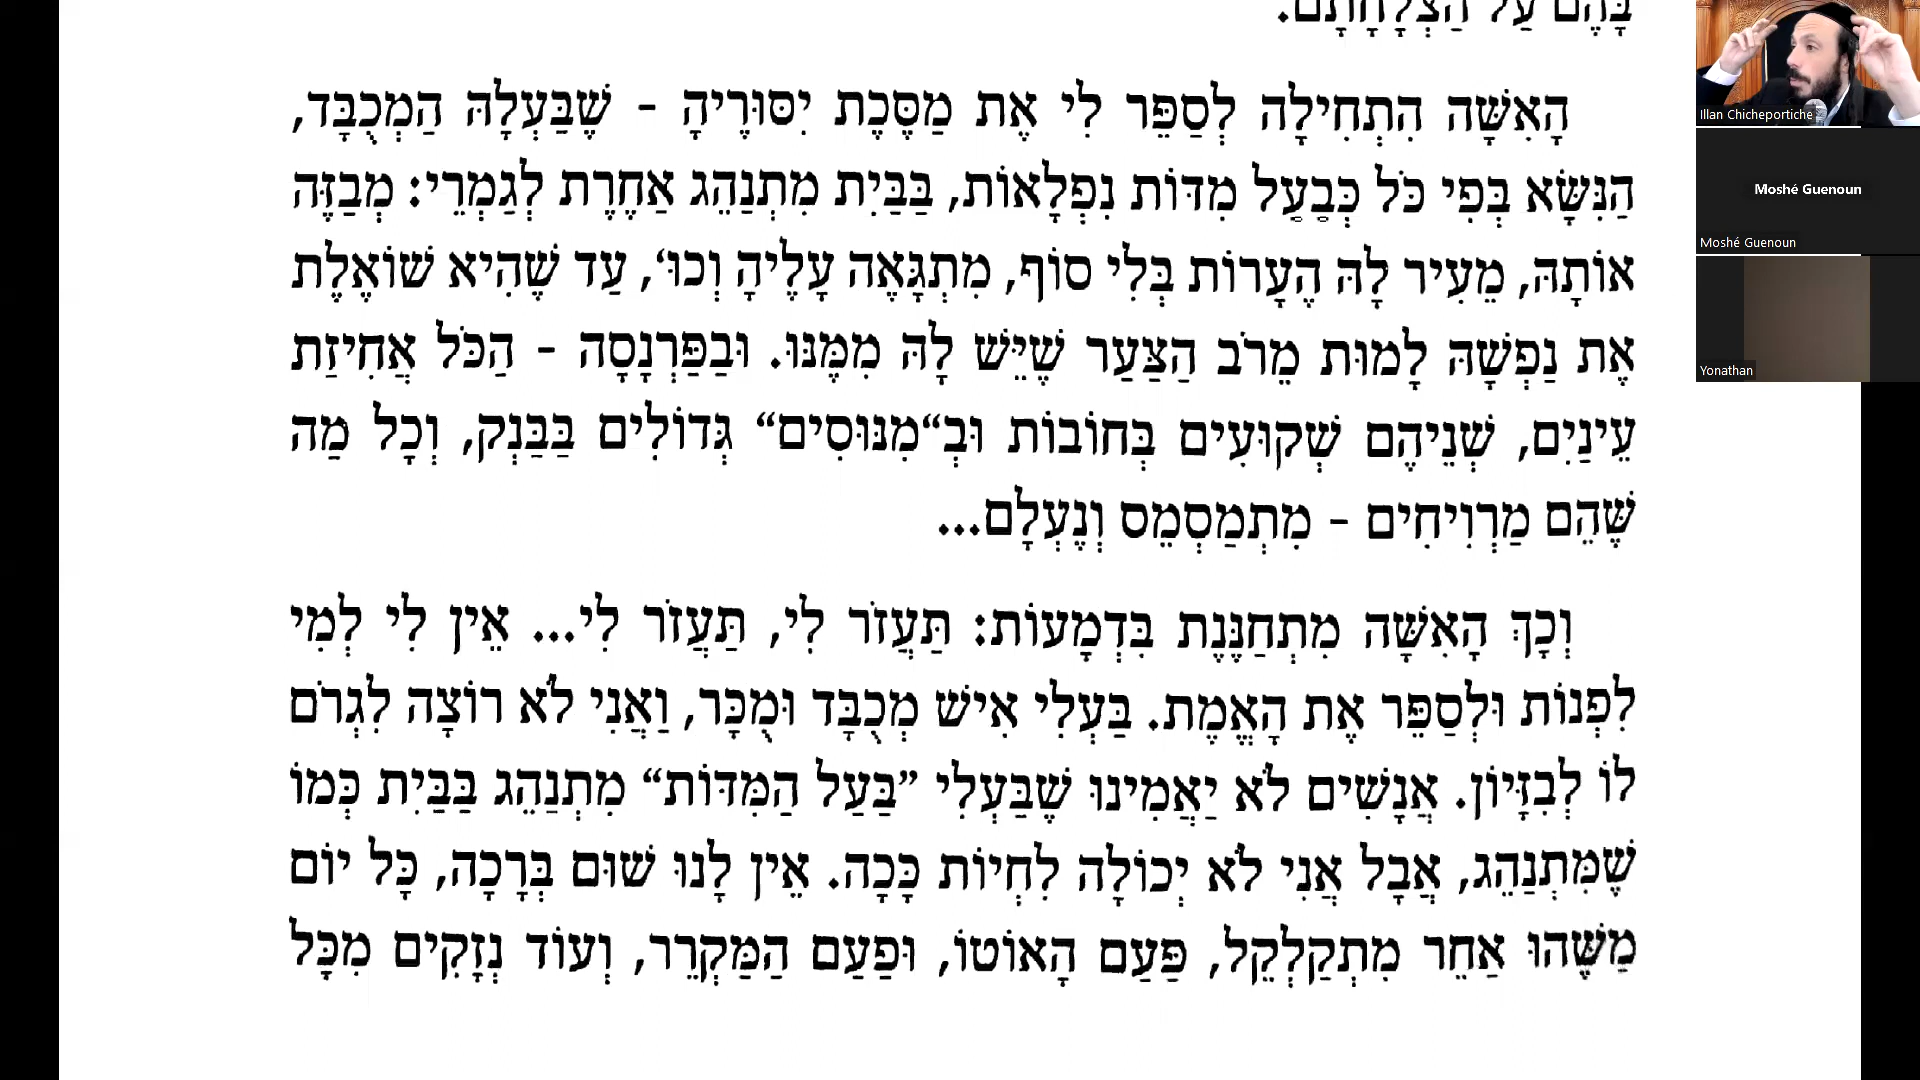 בָּהֶם עַל הַצְלָחָתָם.
הָאִשָּׁה הִתְחִילָה לְסַפֵּר לִי אֶת מַסֶּכֶת יִסּוּרֶיהָ - שֶׁבַּעְלָהּ הַמְכֻבָּד,
הַנִּשָּׂא בְּפִי כֹּל כְּבַעַל מִדּוֹת נִפְלָאוֹת, בַּבַּיִת מִתְנַהֵג אַחֶרֶת לְגַמְרֵי: מְבַזֶּה
אוֹתָהּ, מֵעִיר לָהּ הֶעָרוֹת בְּלִי סוֹף, מִתְגָּאֶה עָלֶיהָ וְכוּ', עַד שֶׁהִיא שׁוֹאֶלֶת
אֶת נַפְשָׁהּ לָמוּת מֵרֹב הַצַּעַר שֶׁיֵּשׁ לָהּ מִמֶּנּוּ. וּבַפַּרְנָסָה - הַכֹּל אֲחִיזַת
עֵינַיִם, שְׁנֵיהֶם שְׁקוּעִים בְּחוֹבוֹת וּבְ“מִנּוּסִים“ גְּדוֹלִים בַּבַּנְק, וְכָל מַה
שֶּׁהֵם מַרְוִיחִים - מִתְמַסְמֵס וְנֶעְלָם...
וְכָךְ הָאִשָּׁה מִתְחַנֶּנֶת בִּדְמָעוֹת: תַּעֲזֹר לִי, תַּעֲזֹר לִי... אֵין לִי לְמִי
לִפְנוֹת וּלְסַפֵּר אֶת הָאֱמֶת. בַּעְלִי אִישׁ מְכֻבָּד וּמֻכָּר, וַאֲנִי לֹא רוֹצָה לִגְרֹם
לוֹ לְבִזָּיוֹן. אֲנָשִׁים לֹא יַאֲמִינוּ שֶׁבַּעְלִי ”בַּעַל הַמִּדּוֹת“ מִתְנַהֵג בַּבַּיִת כְּמוֹ
שֶׁמִּתְנַהֵג, אֲבָל אֲנִי לֹא יְכוֹלָה לִחְיוֹת כָּכָה. אֵין לָנוּ שׁוּם בְּרָכָה, כָּל יוֹם
מַשֶּׁהוּ אַחֵר מִתְקַלְקֵל, פַּעַם הָאוֹטוֹ, וּפַעַם הַמַּקְרֵר, וְעוֹד נְזָקִים מִכָּל
Illan Chicheportiche
Moshé Guenoun
Moshé Guenoun
Yonathan